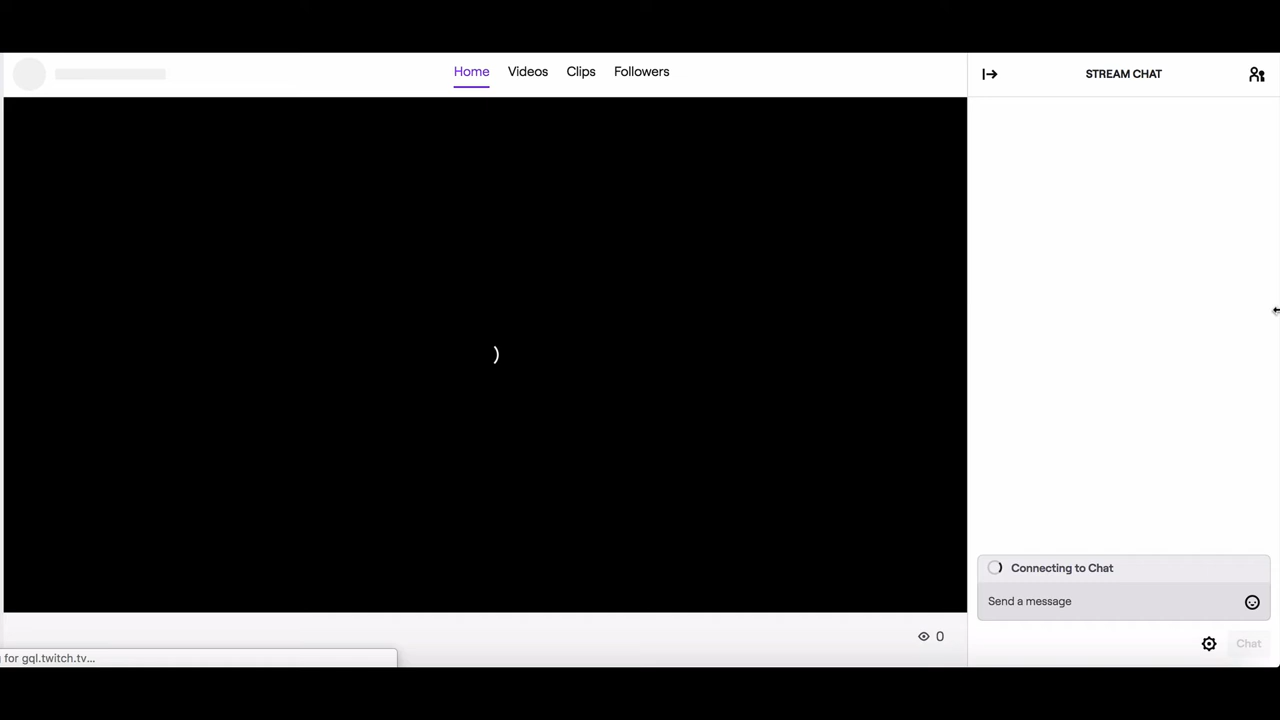 Home Videos Clips Followers
STREAM CHAT
Connecting to Chat
Send a message
0
Chat
for gql.twitch.tv...